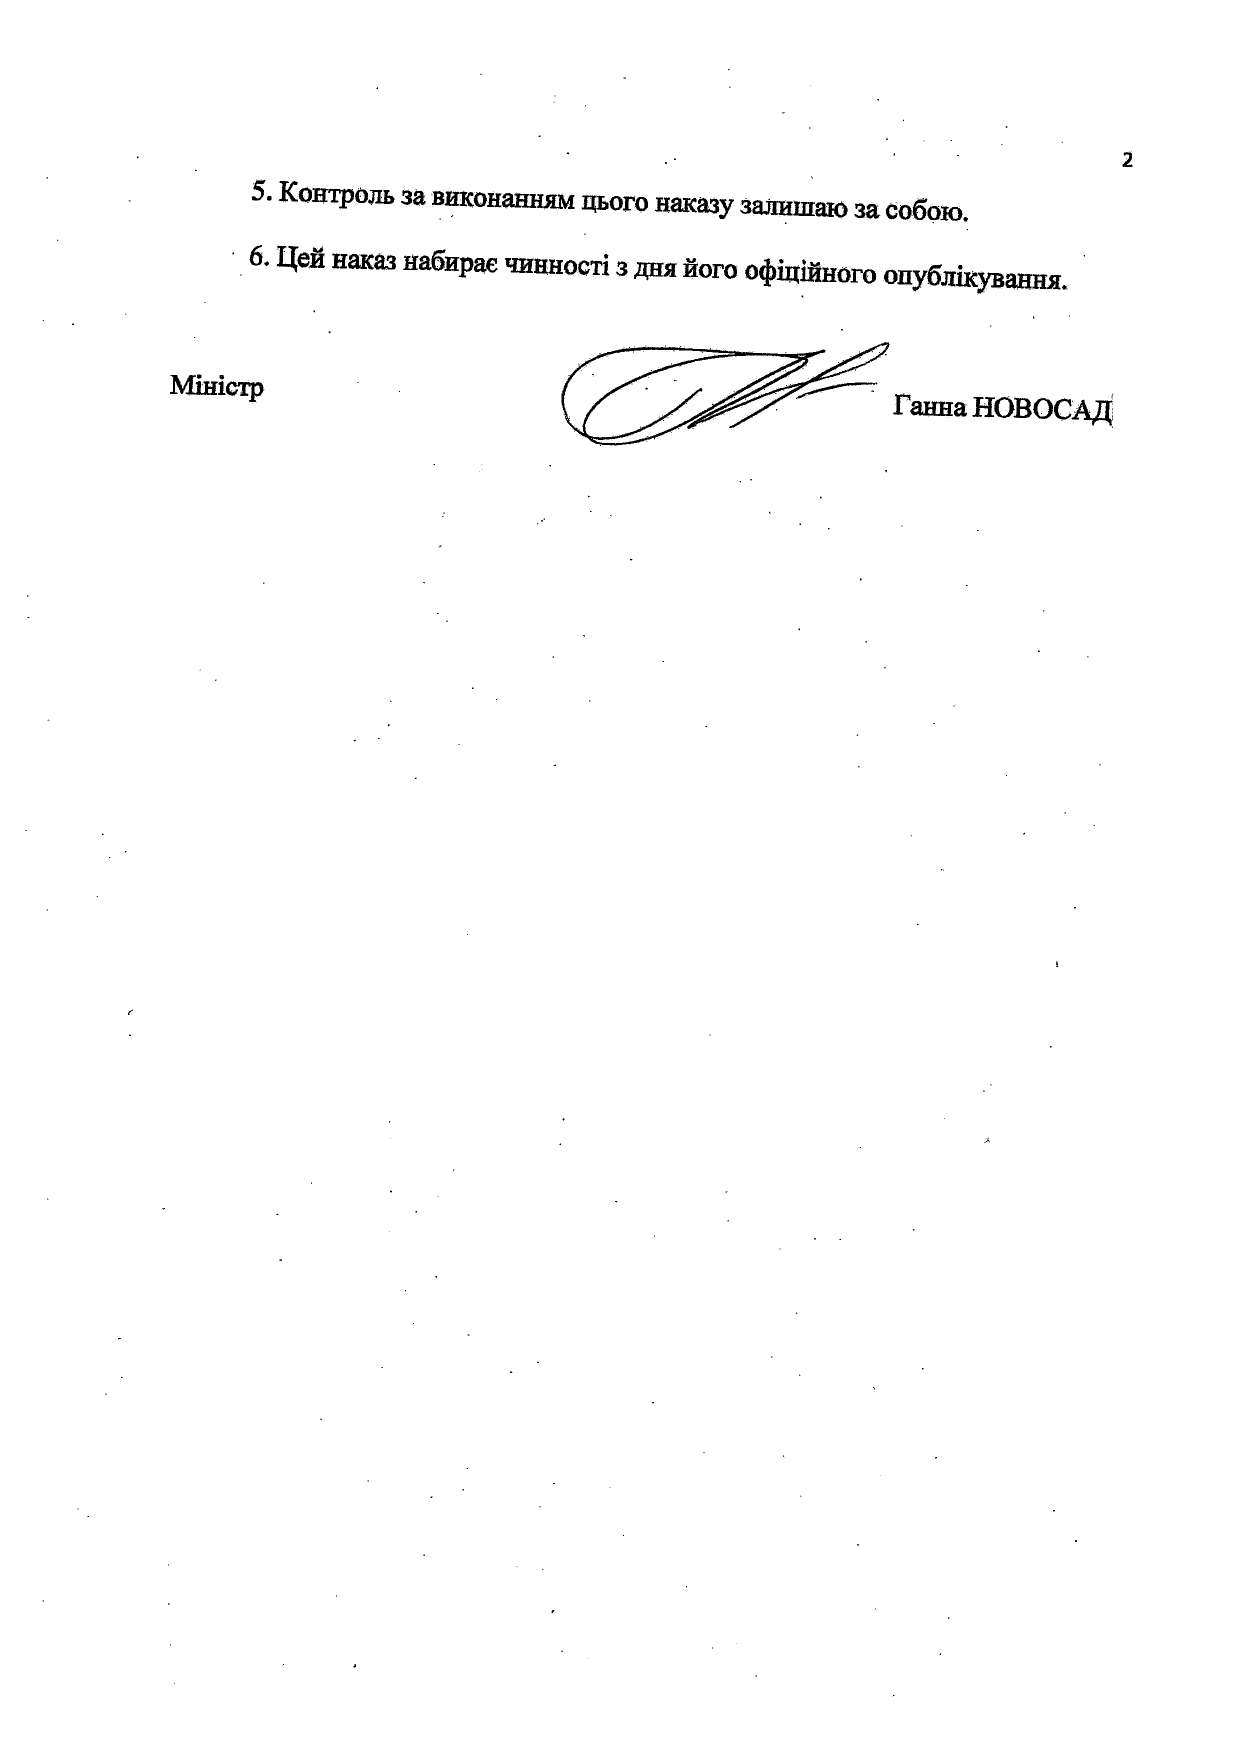 2
5. Контроль за виконанням цього наказу залишаю за собою.
6. Цей наказ набирає чинності з дня його офіційного опублікування.
Міністр
Ганна НОВОСАД